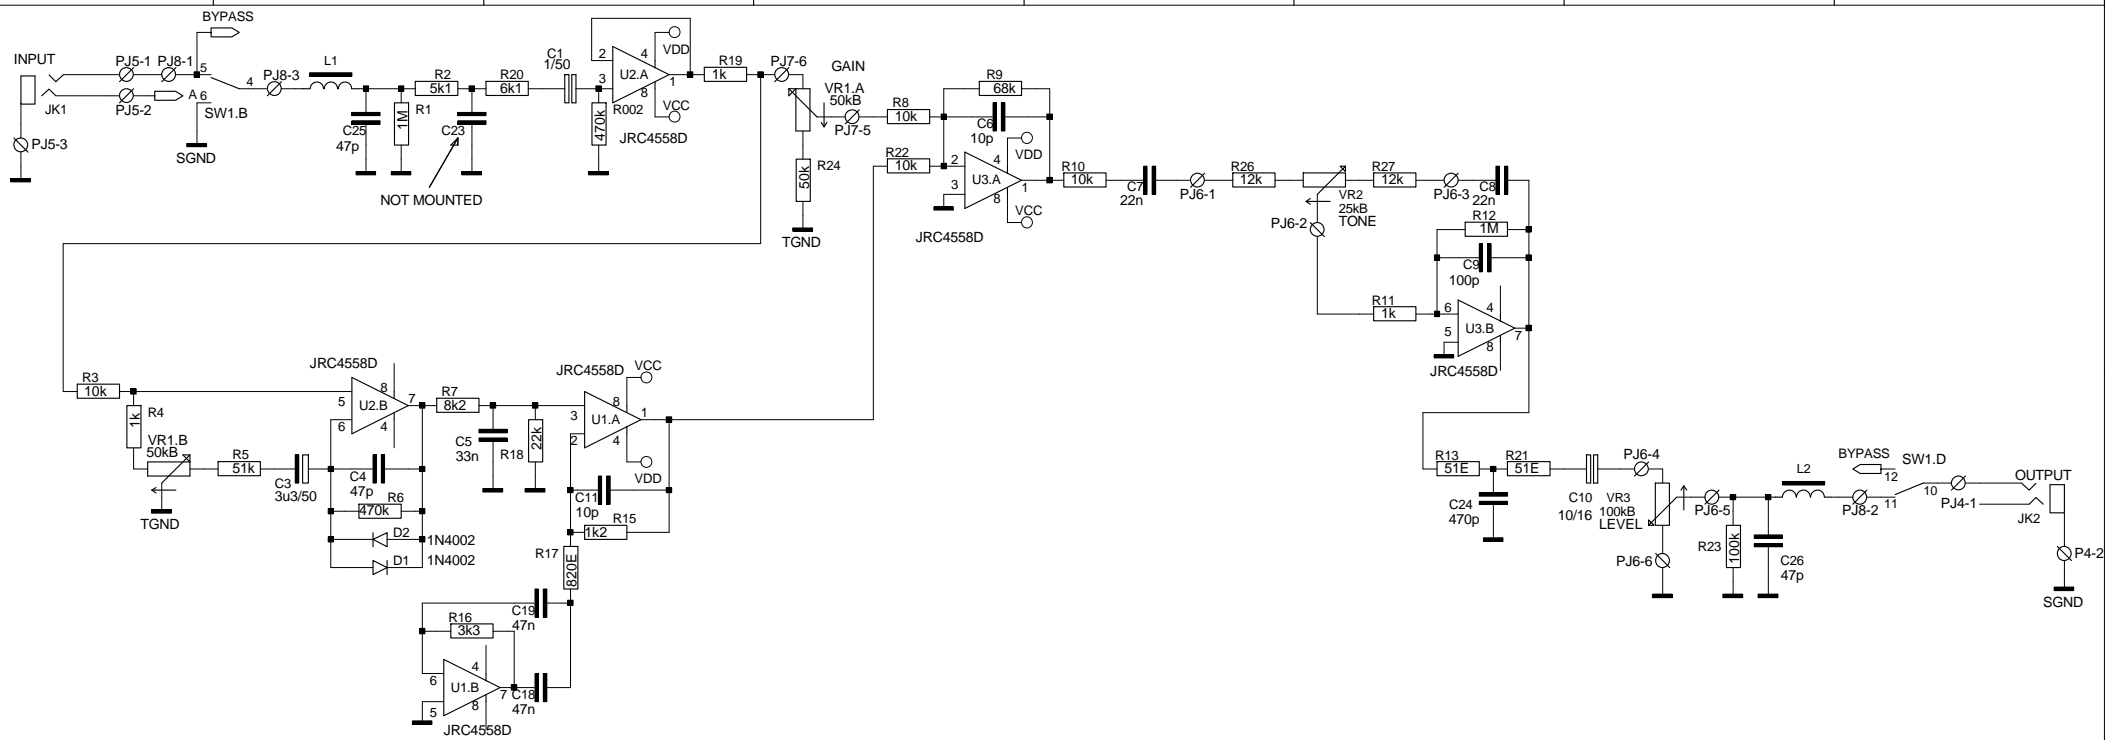 BYPASS
INPUT
PJ5-1
PJ8-1
5
4
PJ8-3
L1
R2
5k1
R20
6k1
C1
1/50
2
4
VDD
U2.A
3
1
8
VCC
R002
470k
JRC4558D
R19
1k
PJ7-6
GAIN
VR1.A
50kB
PJ7-5
R24
50k
TGND
JK1
PJ5-2
A
6
SW1.B
SGND
PJ5-3
C25
47p
1M
R1
C23
NOT MOUNTED
R8
10k
R22
10k
R9
68k
C6
10p
VDD
2
4
U3.A
3
1
8
VCC
JRC4558D
R10
10k
C7
22n
PJ6-1
R26
12k
VR2
25kB
TONE
PJ6-2
R27
12k
PJ6-3
C8
22n
R12
1M
C9
100p
R11
1k
6
4
U3.B
5
7
8
JRC4558D
R3
10k
1k
R4
VR1.B
50kB
TGND
R5
51k
C3
3u3/50
JRC4558D
8
5
U2.B
7
6
4
C4
47p
R6
470k
D2
1N4002
D1
1N4002
R7
8k2
C5
33n
R18
22k
JRC4558D
VCC
8
3
U1.A
1
2
4
VDD
C11
10p
R15
1k2
R17
820E
C19
47n
R16
3k3
4
6
U1.B
7
5
8
C18
47n
JRC4558D
R13
51E
R21
51E
C24
470p
C10
10/16
PJ6-4
VR3
100kB
LEVEL
PJ6-5
PJ6-6
R23
100k
C26
47p
L2
BYPASS
12
SW1.D
10
11
PJ8-2
PJ4-1
OUTPUT
JK2
P4-2
SGND